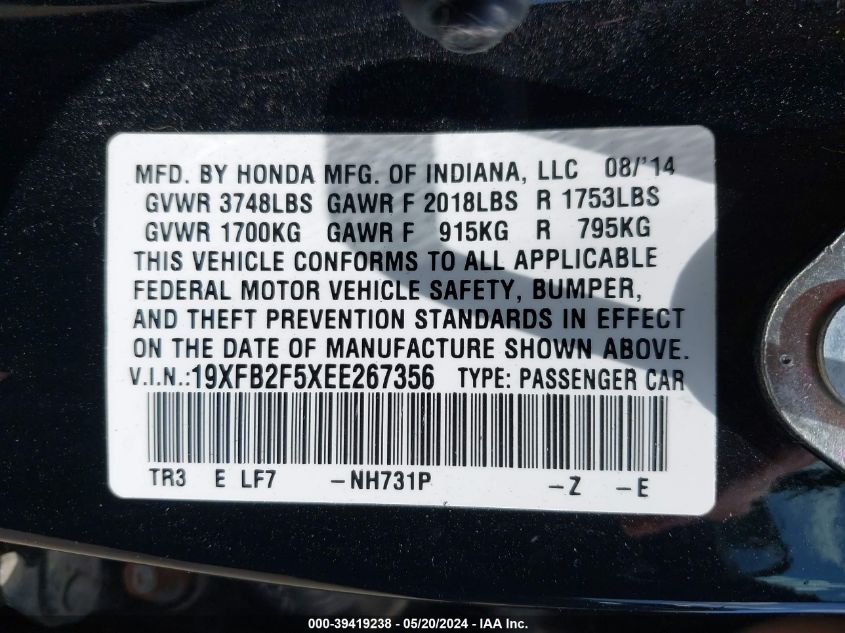 MFD. BY HONDA MFG. OF INDIANA, LLC 08/'14
GVWR 3748LBS GAWR F 2018LBS R 1753LBS
GVWR 1700KG GAWR F 915KG R 795KG
THIS VEHICLE CONFORMS TO ALL APPLICABLE
FEDERAL MOTOR VEHICLE SAFETY, BUMPER,
AND THEFT PREVENTION STANDARDS IN EFFECT
ON THE DATE OF MANUFACTURE SHOWN ABOVE.
V.I.N.:19XFB2F5XEE267356 TYPE: PASSENGER CAR
TR3 E LF7 -NH731P -Z -E
000-39419238 - 05/20/2024 - IAA Inc.